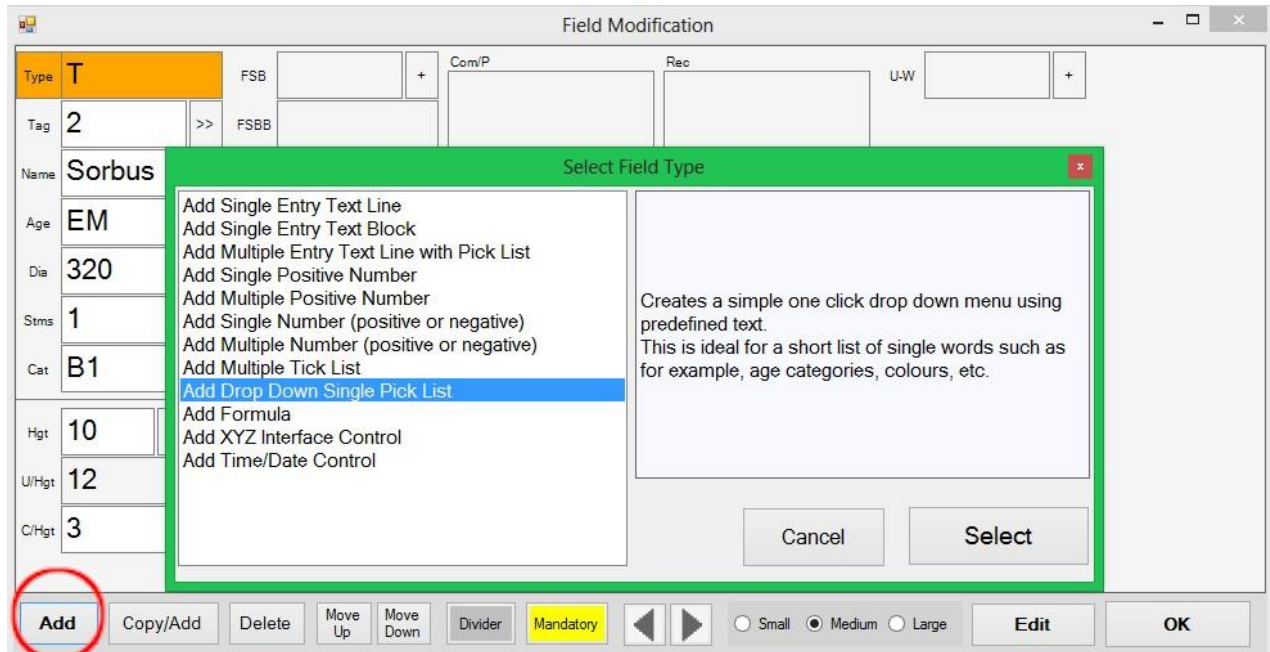 Field Modification
Type T FSB + Com/P Rec U-W +
Tag 2 >> FSBB
Name Sorbus
Age EM
Dia 320
Stms 1
Cat B1
Hgt 10
U/Hgt 12
C/Hgt 3
Select Field Type
x
Add Single Entry Text Line
Add Single Entry Text Block
Add Multiple Entry Text Line with Pick List
Add Single Positive Number
Add Multiple Positive Number
Add Single Number (positive or negative)
Add Multiple Number (positive or negative)
Add Multiple Tick List
Add Drop Down Single Pick List
Add Formula
Add XYZ Interface Control
Add Time/Date Control
Creates a simple one click drop down menu using
predefined text.
This is ideal for a short list of single words such as
for example, age categories, colours, etc.
Cancel Select
Add Copy/Add Delete Move Up Move Down Divider Mandatory Small Medium Large Edit OK